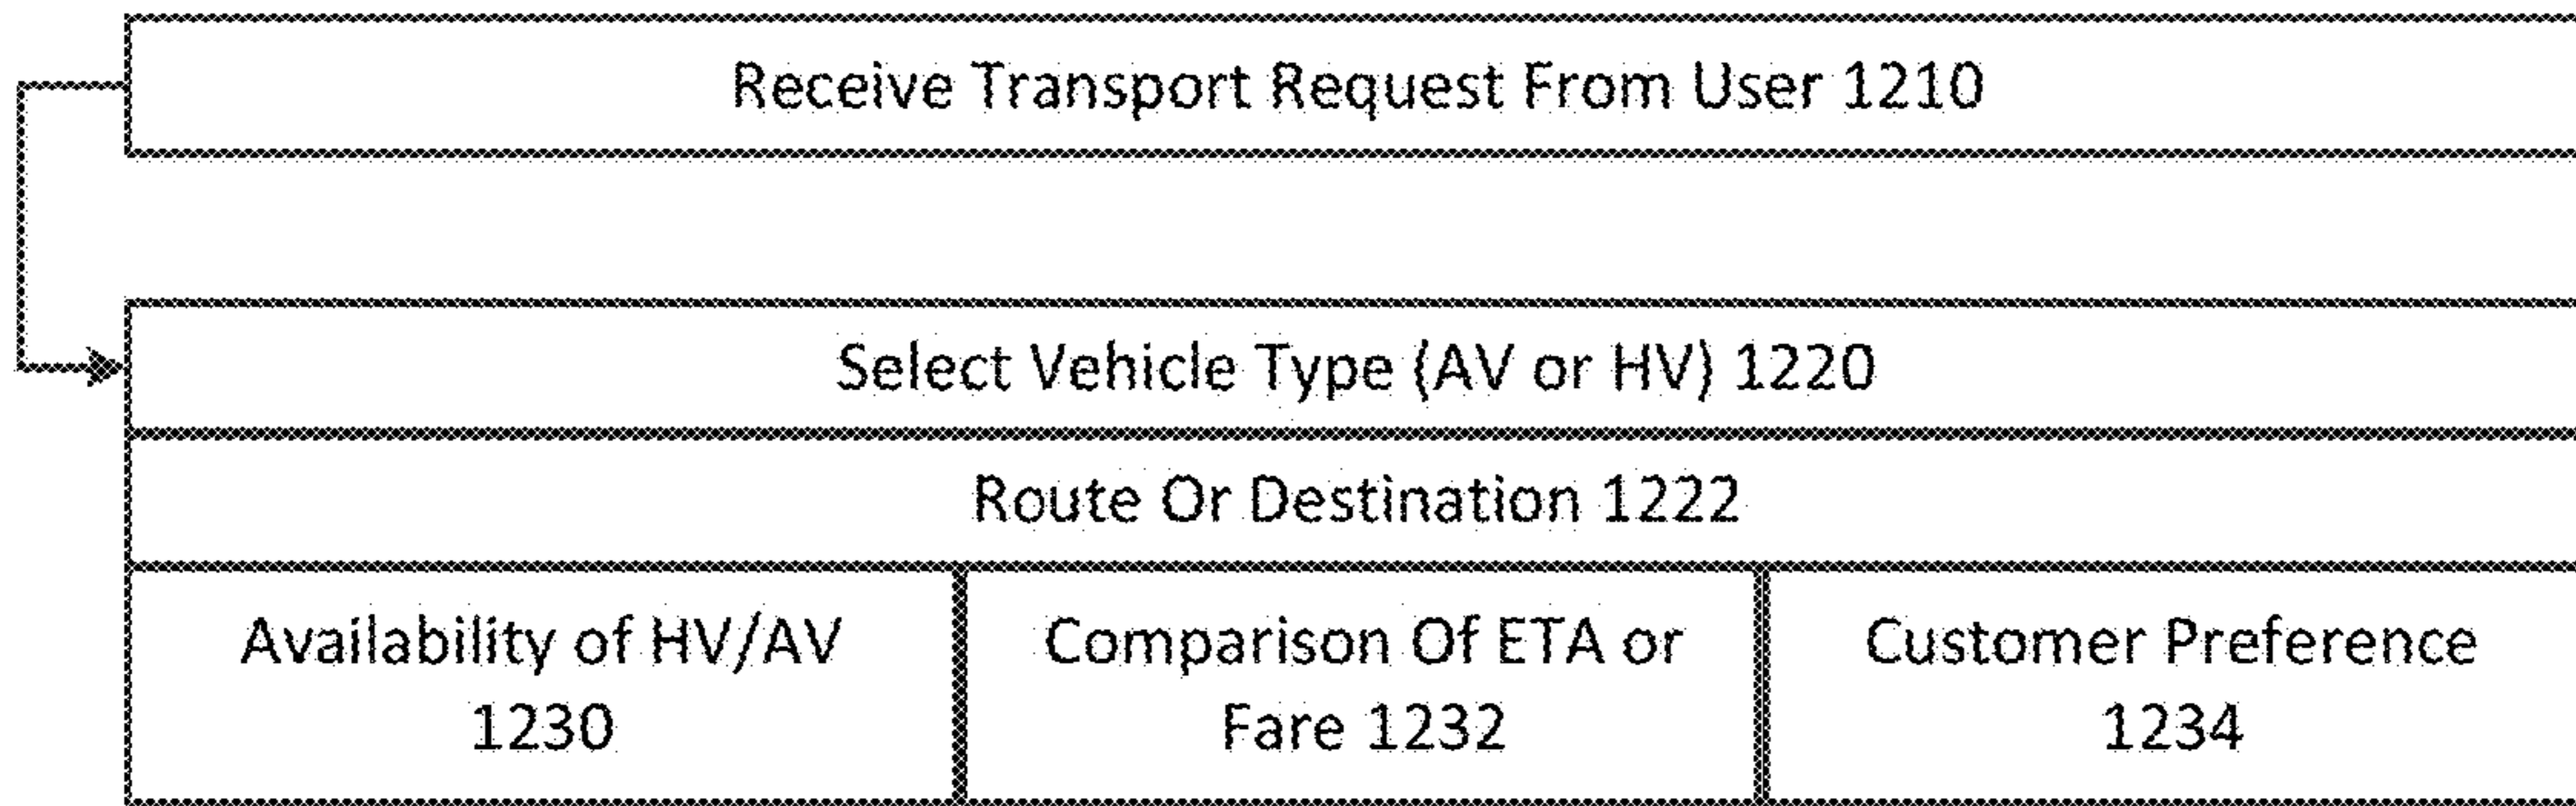 Receive Transport Request From User 1210
Select Vehicle Type (AV or HV) 1220
Route Or Destination 1222
Availability of HV/AV
1230
Comparison Of ETA or
Fare 1232
Customer Preference
1234